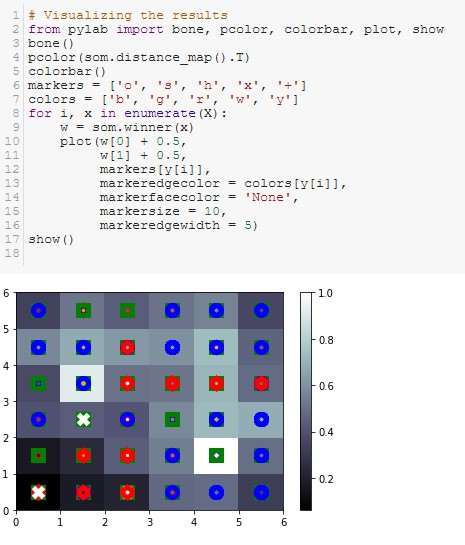 1 # Visualizing the results
2 from pylab import bone, pcolor, colorbar, plot, show
3 bone()
4 pcolor(som.distance_map().T)
5 colorbar()
6 markers = ['o', 's', 'h', 'x', '+']
7 colors = ['b', 'g', 'r', 'w', 'y']
8 for i, x in enumerate(X):
9     w = som.winner(x)
10     plot(w[0] + 0.5,
11          w[1] + 0.5,
12          markers[y[i]],
13          markeredgecolor = colors[y[i]],
14          markerfacecolor = 'None',
15          markersize = 10,
16          markeredgewidth = 5)
17 show()
18
6
5
4
3
2
1
0
0 1 2 3 4 5 6
1.0
0.8
0.6
0.4
0.2